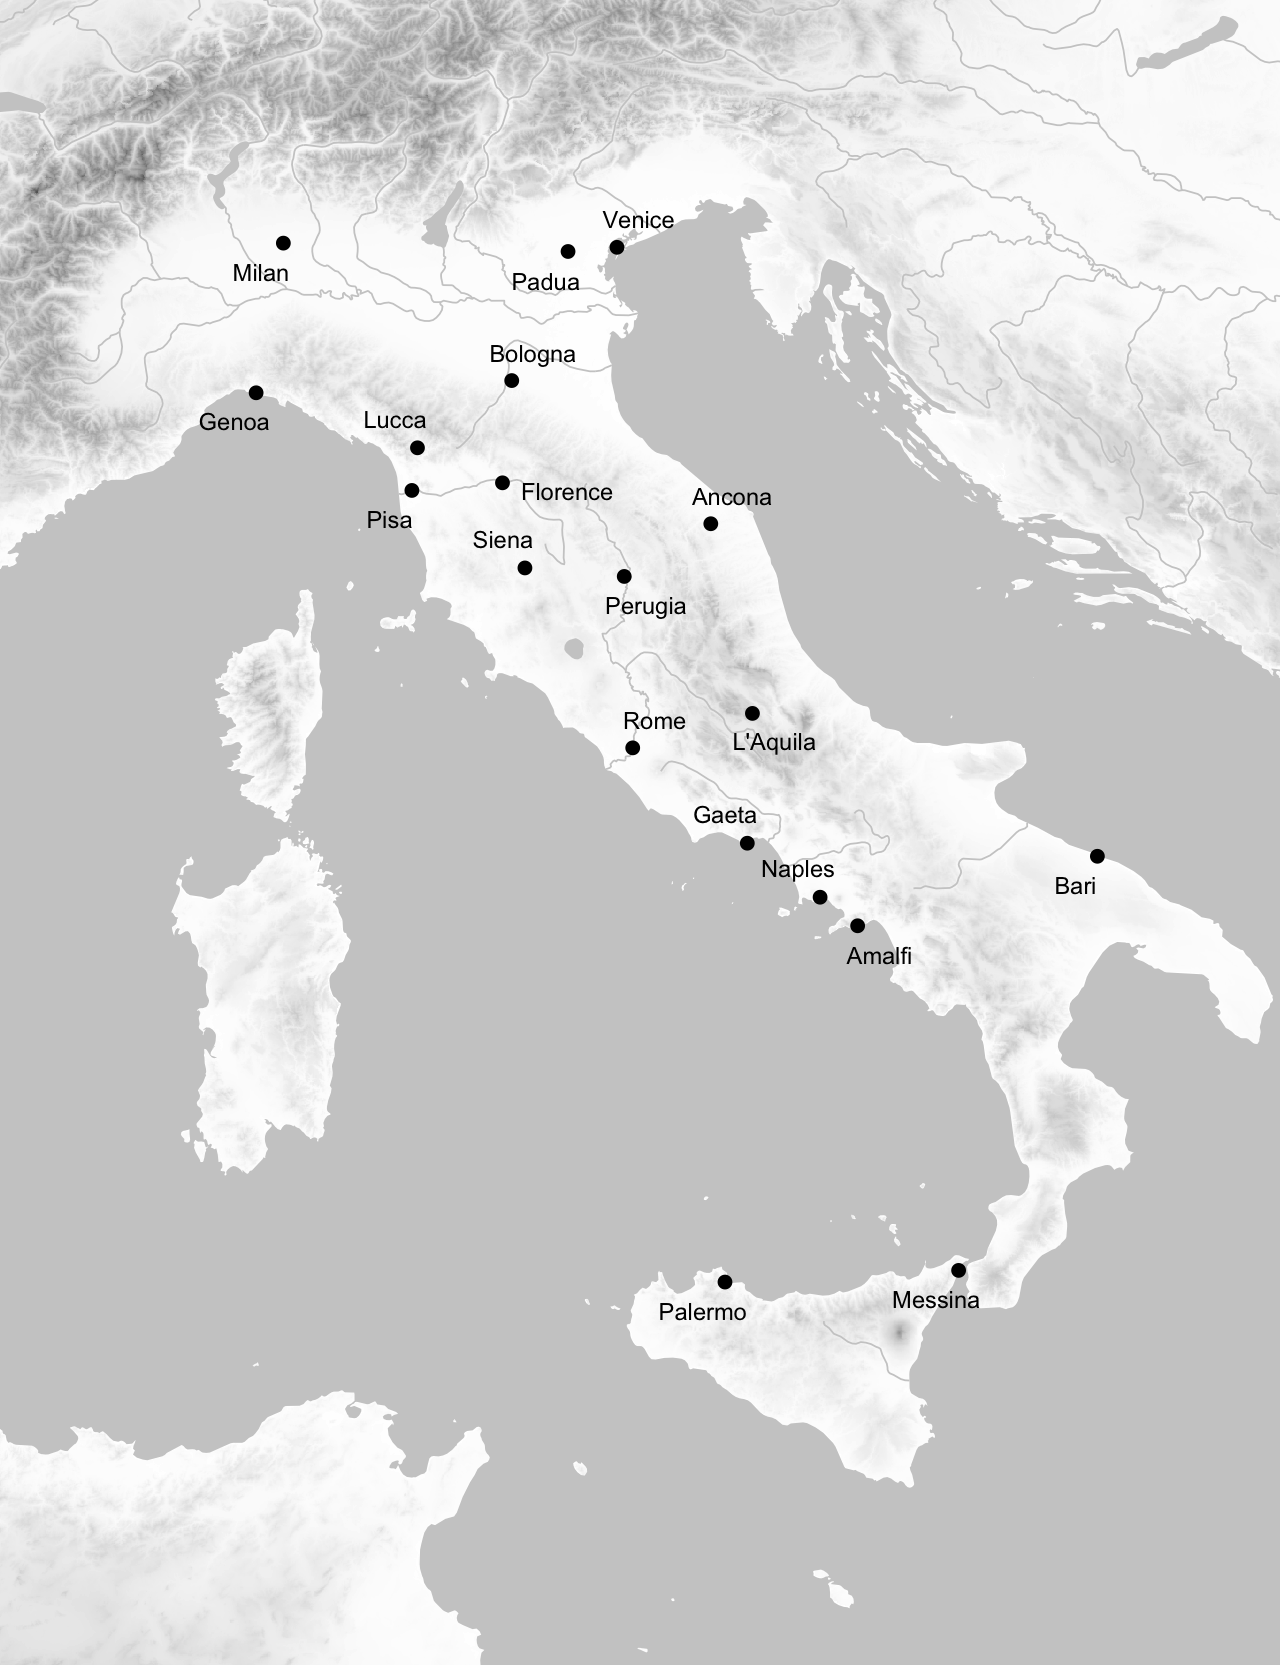 Venice
Milan
Padua
Bologna
Genoa
Lucca
Florence
Ancona
Pisa
Siena
Perugia
Rome
L'Aquila
Gaeta
Naples
Bari
Amalfi
Messina
Palermo